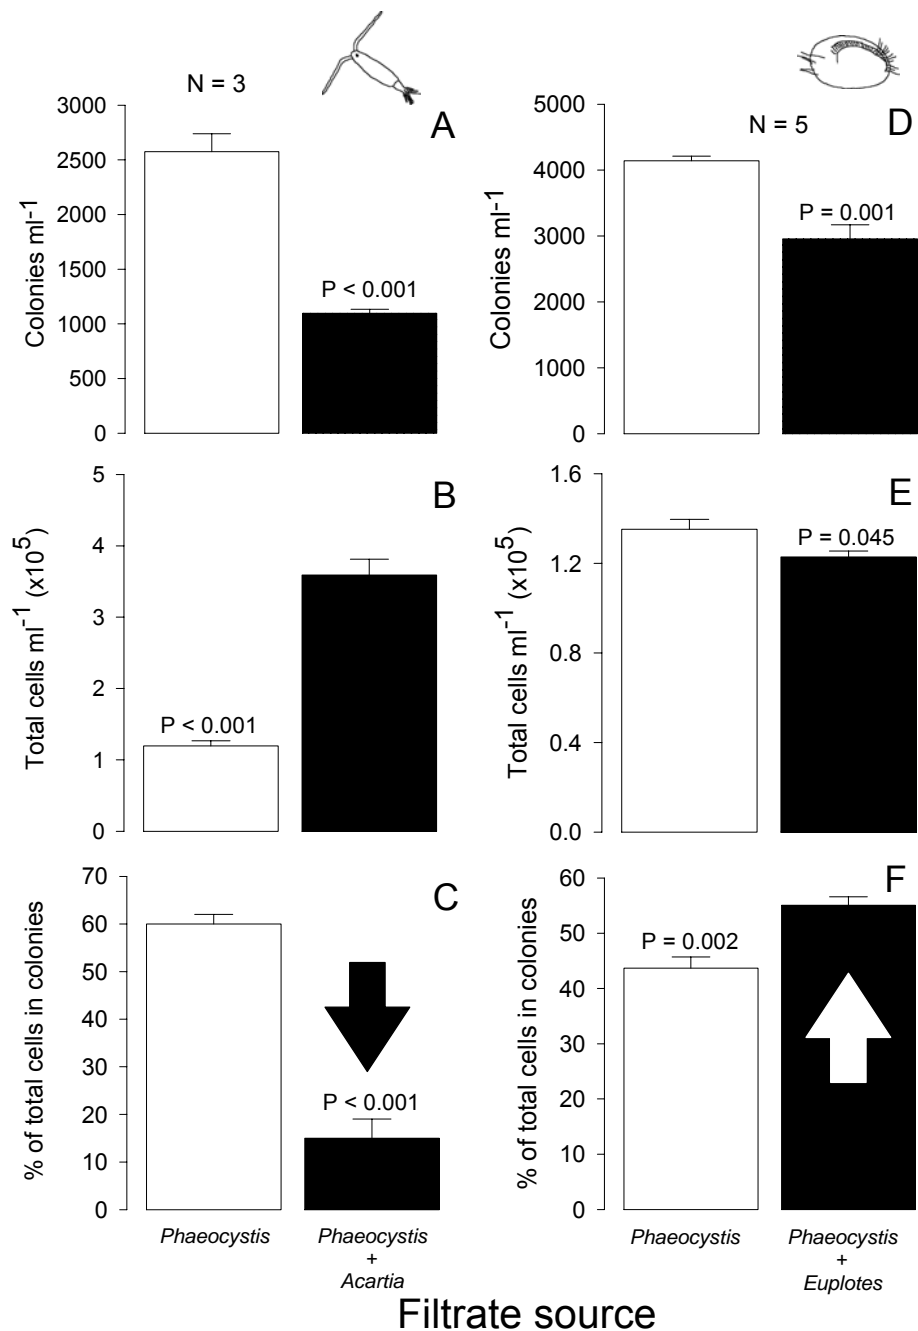 N = 3
A
3000
2500
2000
1500
1000
500
0
Colonies ml-1
P < 0.001
N = 5
D
5000
4000
3000
2000
1000
0
Colonies ml-1
P = 0.001
B
5
4
3
2
1
0
Total cells ml-1 (x10^5)
P < 0.001
E
1.6
1.2
0.8
0.4
0.0
Total cells ml-1 (x10^5)
P = 0.045
C
70
60
50
40
30
20
10
0
% of total cells in colonies
P < 0.001
Phaeocystis
Phaeocystis
+
Acartia
F
60
50
40
30
20
10
0
% of total cells in colonies
P = 0.002
Phaeocystis
Phaeocystis
+
Euplotes
Filtrate source